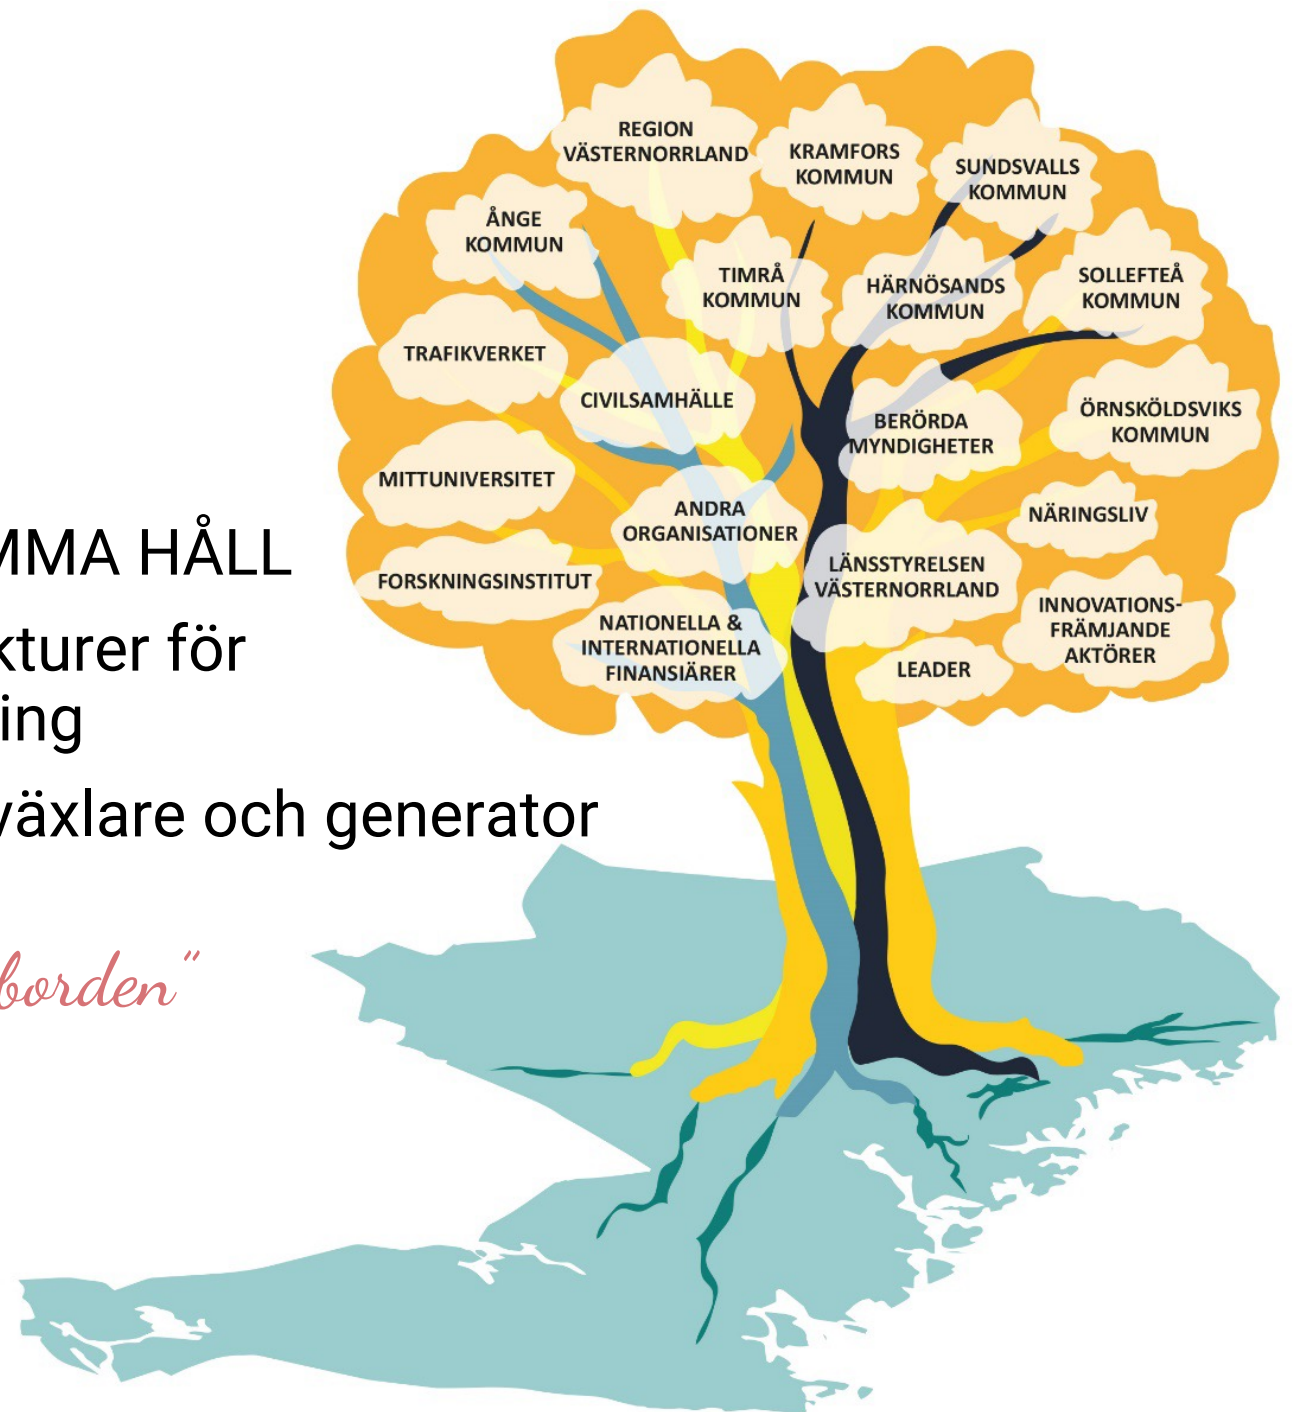 REGION
VÄSTERNORRLAND
KRAMFORS
KOMMUN
SUNDSVALLS
KOMMUN
ÅNGE
KOMMUN
TIMRÅ
KOMMUN
HÄRNÖSANDS
KOMMUN
SOLLEFTEÅ
KOMMUN
TRAFIKVERKET
CIVILSAMHÄLLE
BERÖRDA
MYNDIGHETER
ÖRNSKÖLDSVIKS
KOMMUN
MITTUNIVERSITET
ANDRA
ORGANISATIONER
NÄRINGSLIV
FORSKNINGSINSTITUT
LÄNSSTYRELSEN
VÄSTERNORRLAND
NATIONELLA &
INTERNATIONELLA
FINANSIÄRER
LEADER
INNOVATIONS-
FRÄMJANDE
AKTÖRER
MMA HÅLL
kturer för
ing
växlare och generator
borden"